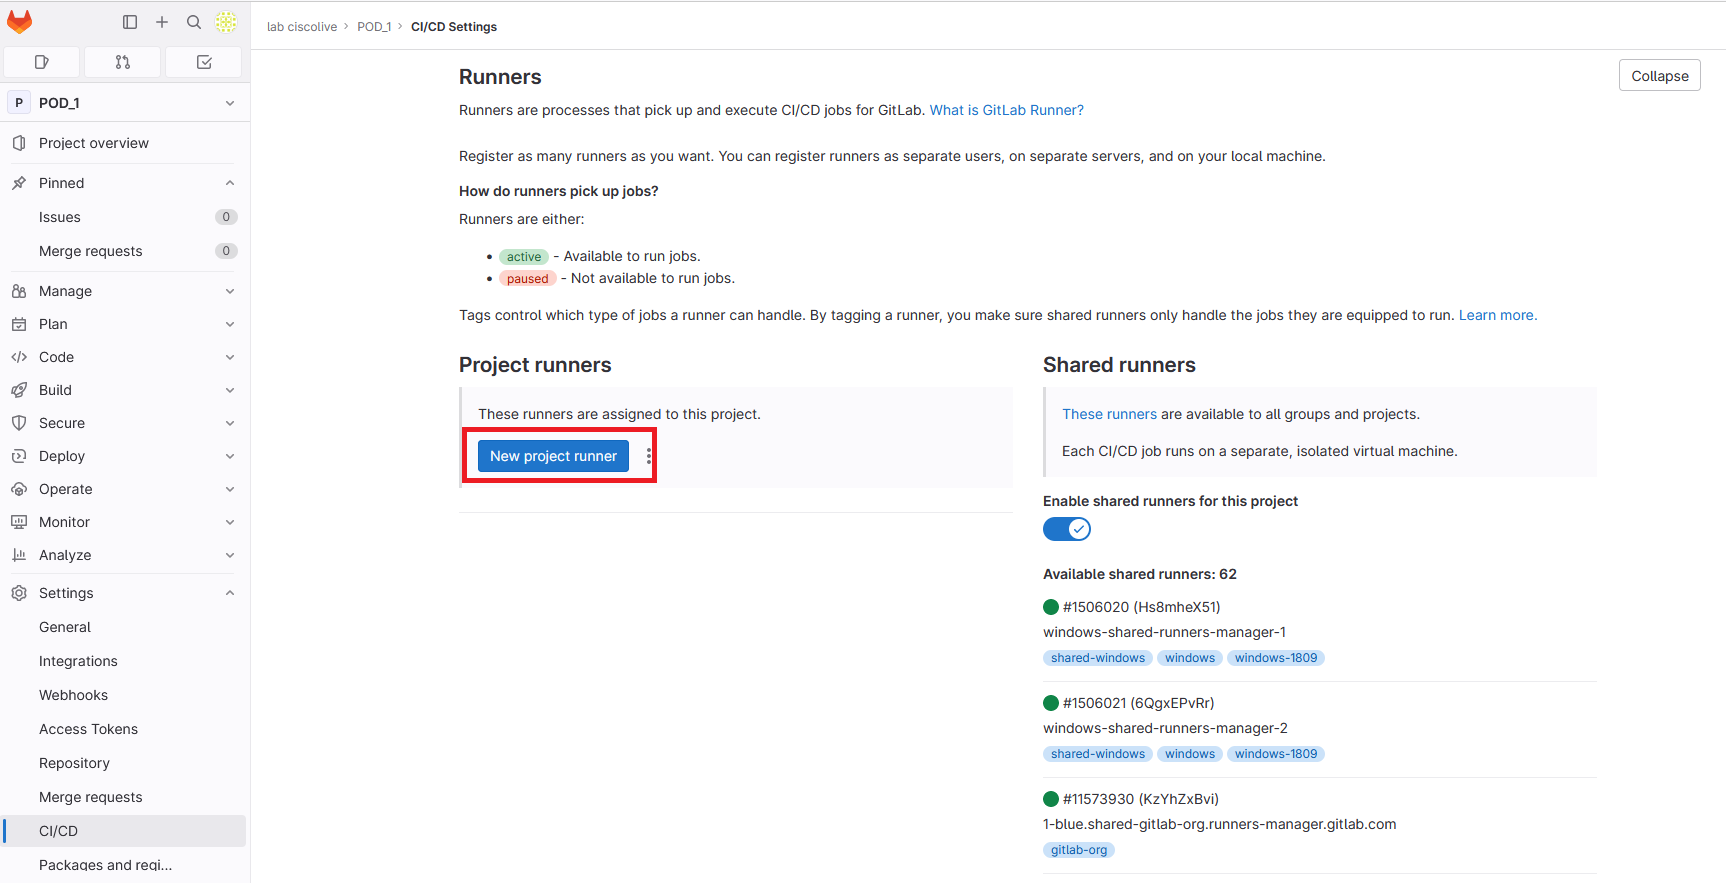 lab ciscolive › POD_1 › CI/CD Settings
P POD_1
Project overview
Pinned
Issues 0
Merge requests 0
Manage
Plan
Code
Build
Secure
Deploy
Operate
Monitor
Analyze
Settings
General
Integrations
Webhooks
Access Tokens
Repository
Merge requests
CI/CD
Packages and regi...
Runners
Collapse
Runners are processes that pick up and execute CI/CD jobs for GitLab. What is GitLab Runner?
Register as many runners as you want. You can register runners as separate users, on separate servers, and on your local machine.
How do runners pick up jobs?
Runners are either:
• active - Available to run jobs.
• paused - Not available to run jobs.
Tags control which type of jobs a runner can handle. By tagging a runner, you make sure shared runners only handle the jobs they are equipped to run. Learn more.
Project runners
These runners are assigned to this project.
New project runner
Shared runners
These runners are available to all groups and projects.
Each CI/CD job runs on a separate, isolated virtual machine.
Enable shared runners for this project
Available shared runners: 62
#1506020 (Hs8mheX51)
windows-shared-runners-manager-1
shared-windows windows windows-1809
#1506021 (6QgxEPvRr)
windows-shared-runners-manager-2
shared-windows windows windows-1809
#11573930 (KzYhZxBvi)
1-blue.shared-gitlab-org.runners-manager.gitlab.com
gitlab-org